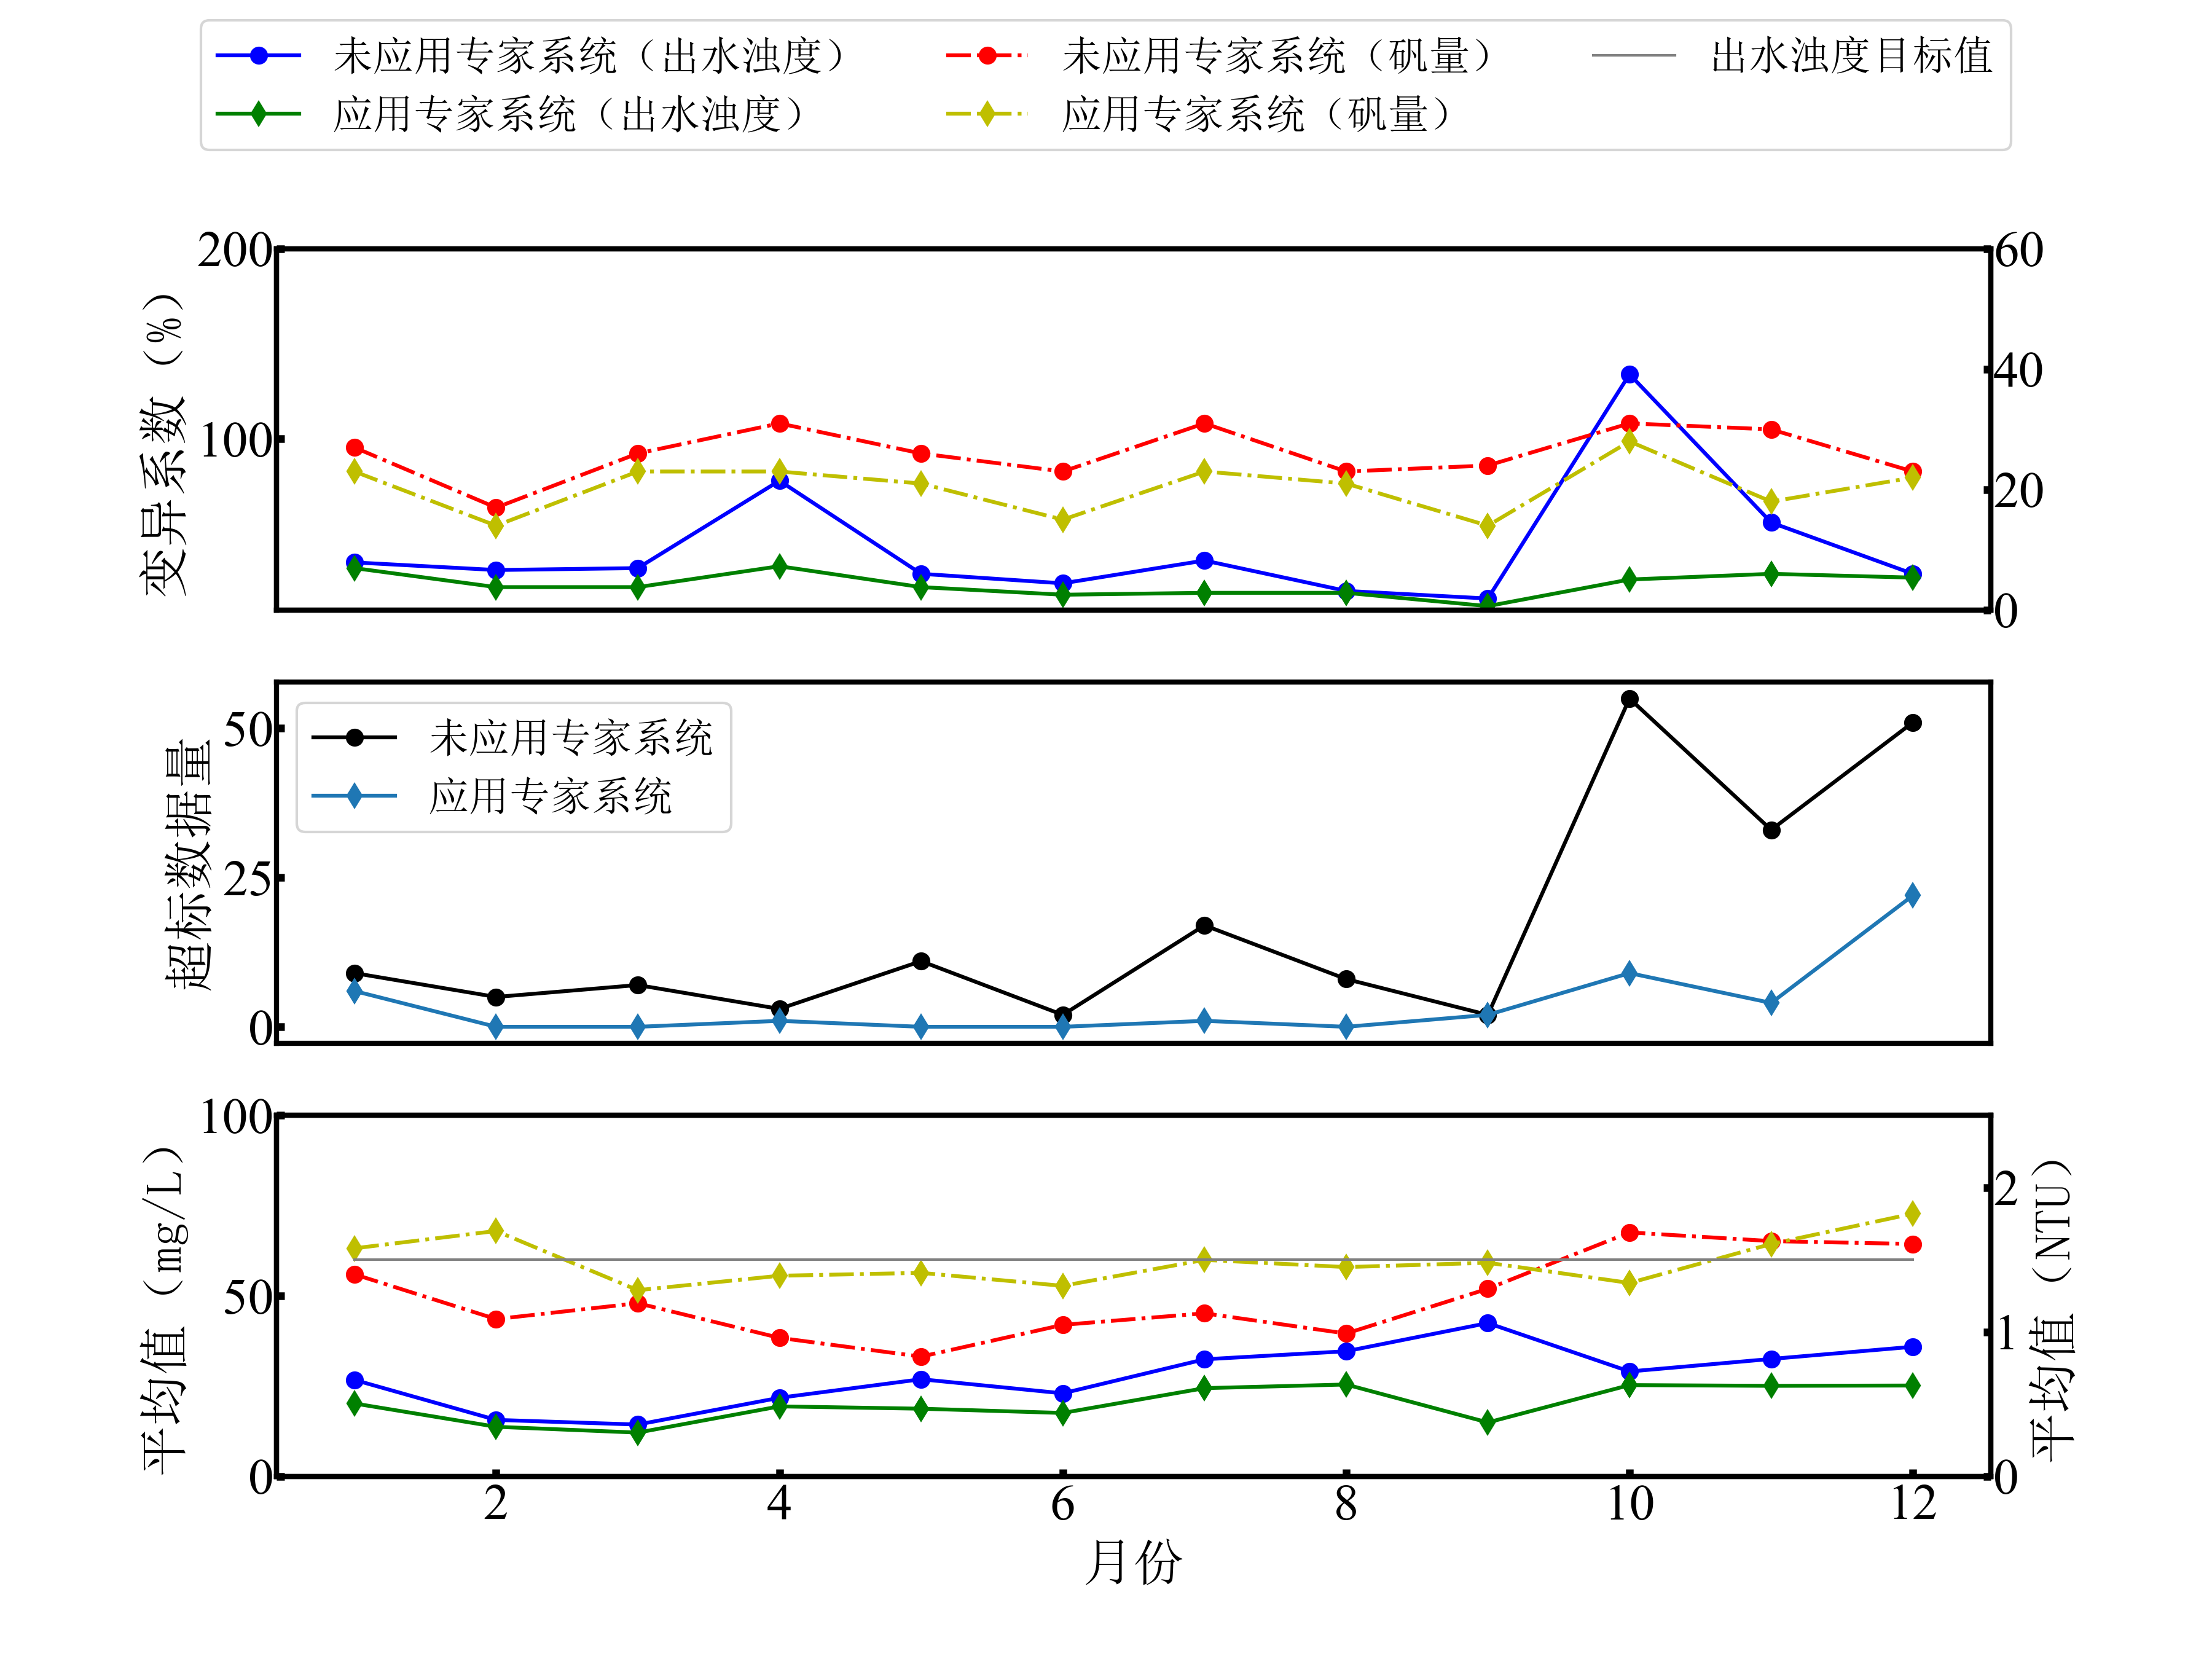 未应用专家系统（出水浊度） 未应用专家系统（矾量） 出水浊度目标值
应用专家系统（出水浊度） 应用专家系统（矾量）
200
100
变异系数（%）
60
40
20
0
未应用专家系统
应用专家系统
50
25
0
超标数据量
100
50
0
平均值（mg/L）
2
1
0
平均值（NTU）
2 4 6 8 10 12
月份